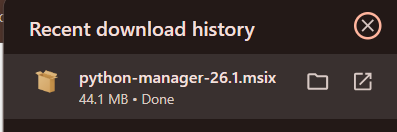 Recent download history
python-manager-26.1.msix
44.1 MB • Done